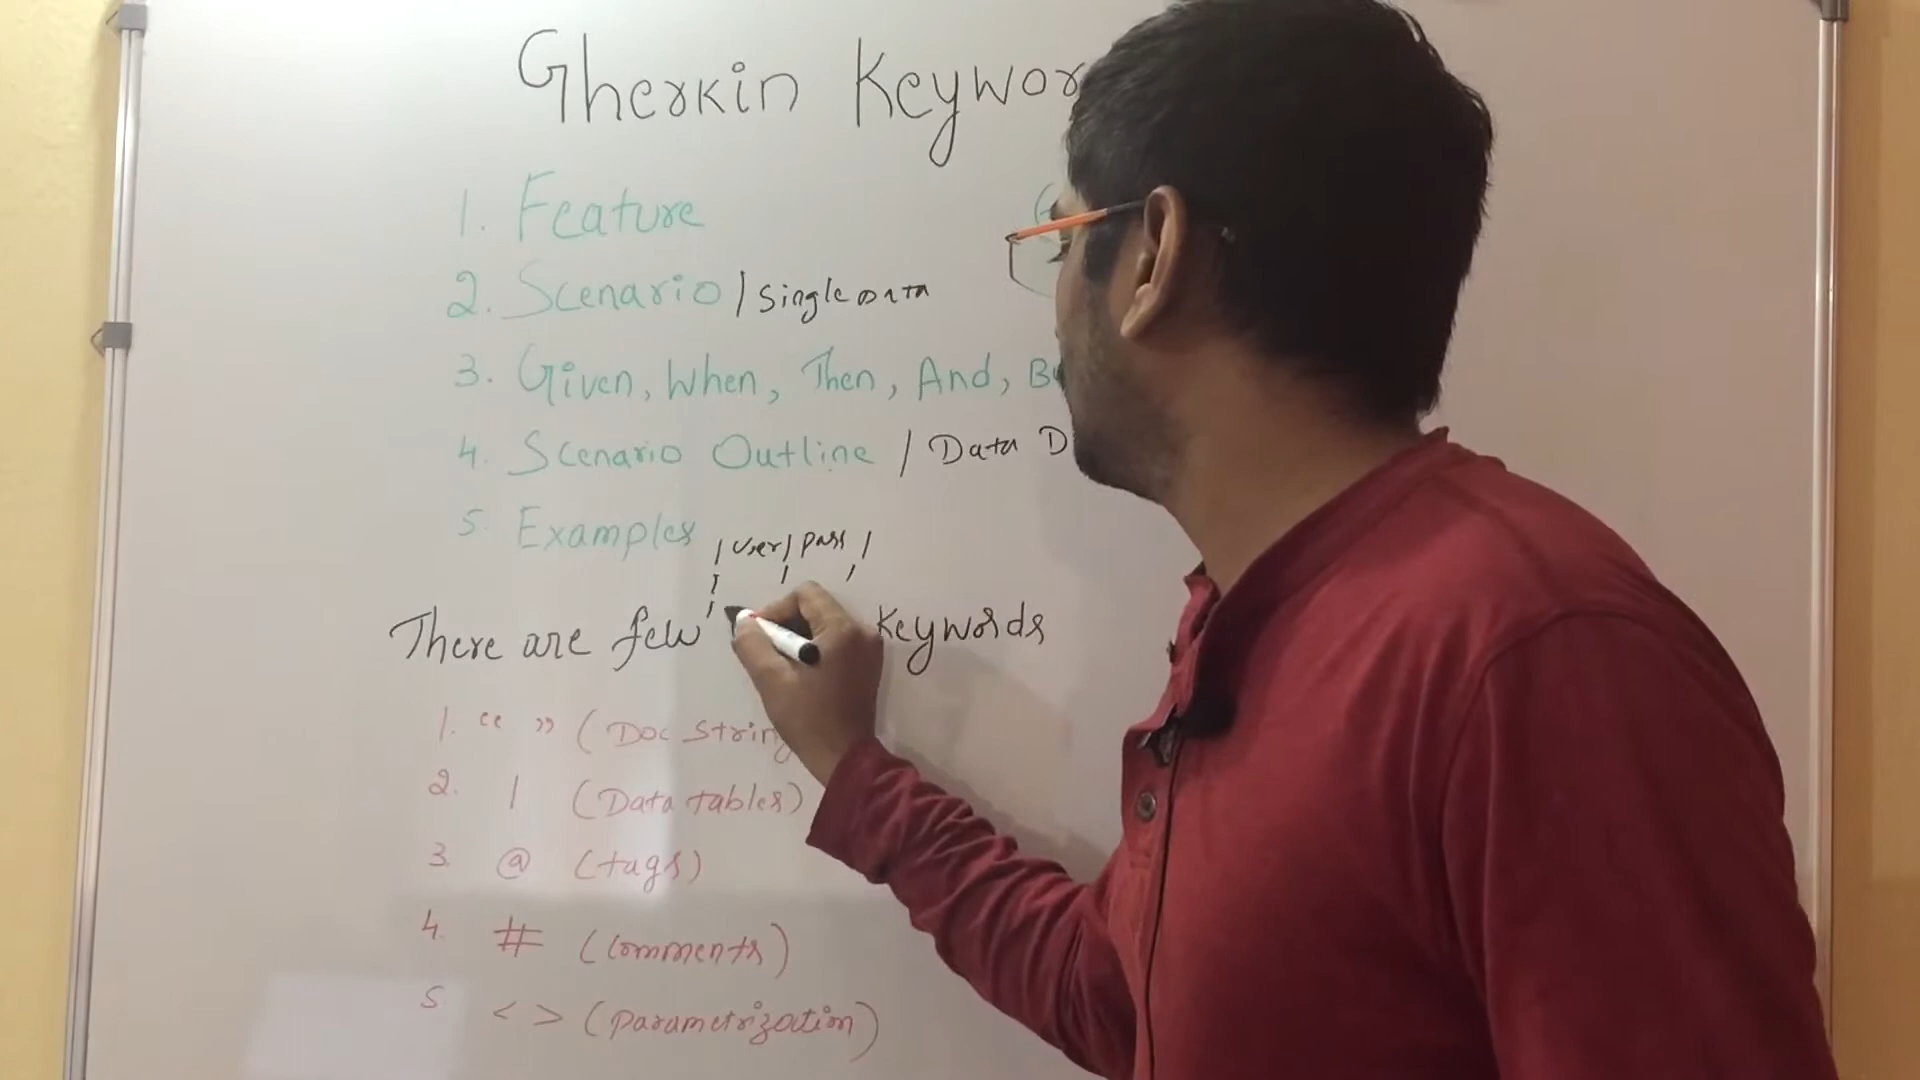 Gherkin Keywor
1. Feature
2. Scenario / Single Data
3. Given, When, Then, And, B
4. Scenario Outline / Data D
5. Examples | user | pass |
| | |
There are few Keywords
1. “ ” ( Doc String
2. | (Data tables)
3. @ (tags)
4. # (Comments)
5 < > (parametrization)